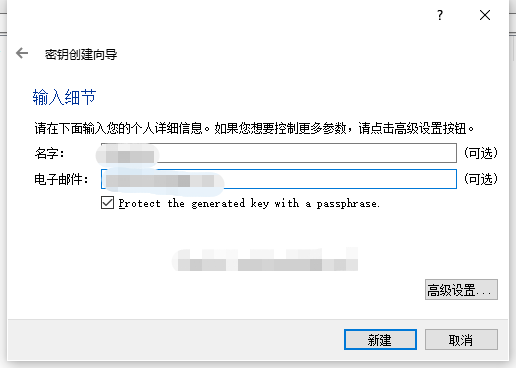 ?
密钥创建向导
输入细节
请在下面输入您的个人详细信息。如果您想要控制更多参数，请点击高级设置按钮。
名字： (可选)
电子邮件： (可选)
Protect the generated key with a passphrase.
高级设置...
新建 取消